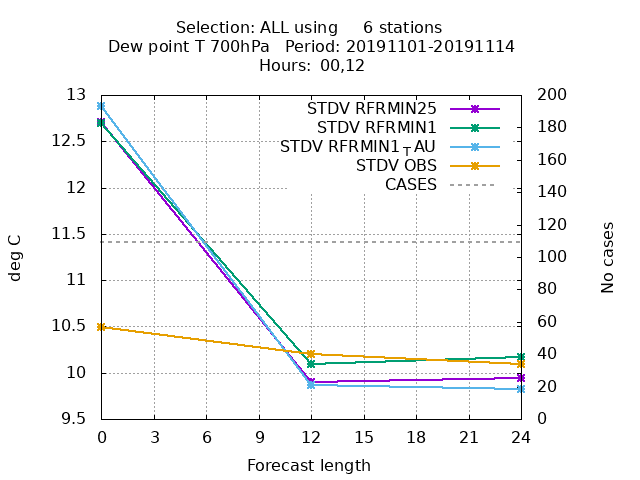 Selection: ALL using     6 stations
Dew point T 700hPa   Period: 20191101-20191114
Hours:  00,12
STDV RFRMIN25
STDV RFRMIN1
STDV RFRMIN1┬AU
STDV OBS
CASES
13
12.5
12
11.5
11
10.5
10
9.5
deg C
200
180
160
140
120
100
80
60
40
20
0
No cases
0 3 6 9 12 15 18 21 24
Forecast length